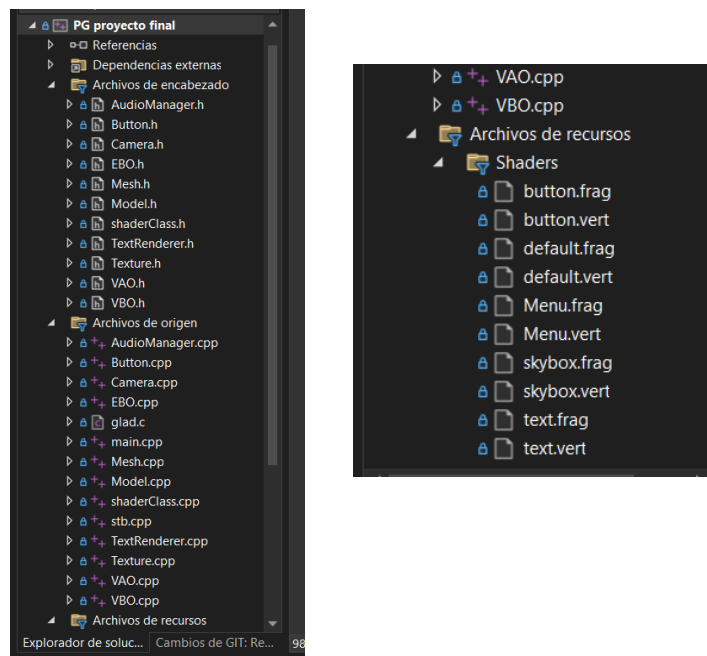 PG proyecto final
Referencias
Dependencias externas
Archivos de encabezado
AudioManager.h
Button.h
Camera.h
EBO.h
Mesh.h
Model.h
shaderClass.h
TextRenderer.h
Texture.h
VAO.h
VBO.h
Archivos de origen
AudioManager.cpp
Button.cpp
Camera.cpp
EBO.cpp
glad.c
main.cpp
Mesh.cpp
Model.cpp
shaderClass.cpp
stb.cpp
TextRenderer.cpp
Texture.cpp
VAO.cpp
VBO.cpp
Archivos de recursos
Explorador de soluc... Cambios de GIT: Re... 98
VAO.cpp
VBO.cpp
Archivos de recursos
Shaders
button.frag
button.vert
default.frag
default.vert
Menu.frag
Menu.vert
skybox.frag
skybox.vert
text.frag
text.vert